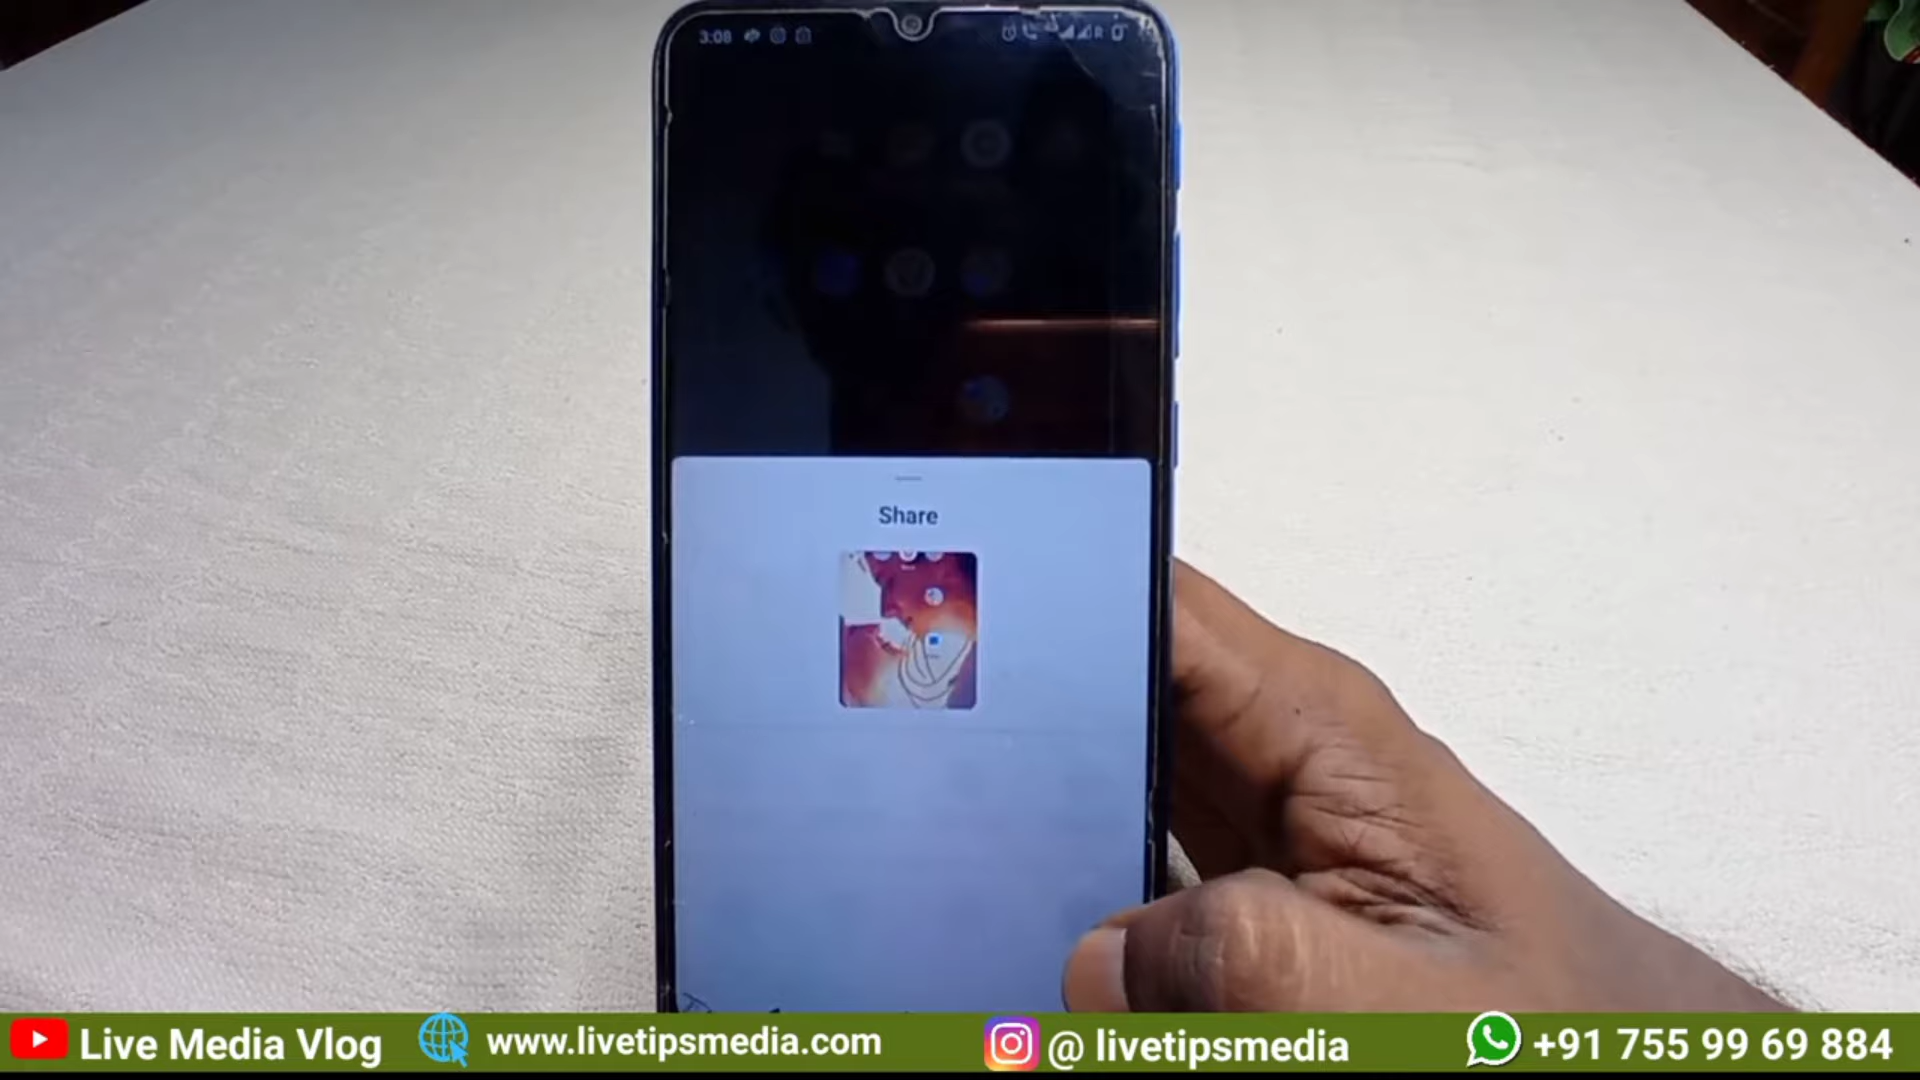 3:08
R
Share
Live Media Vlog
www.livetipsmedia.com
@ livetipsmedia
+91 755 99 69 884